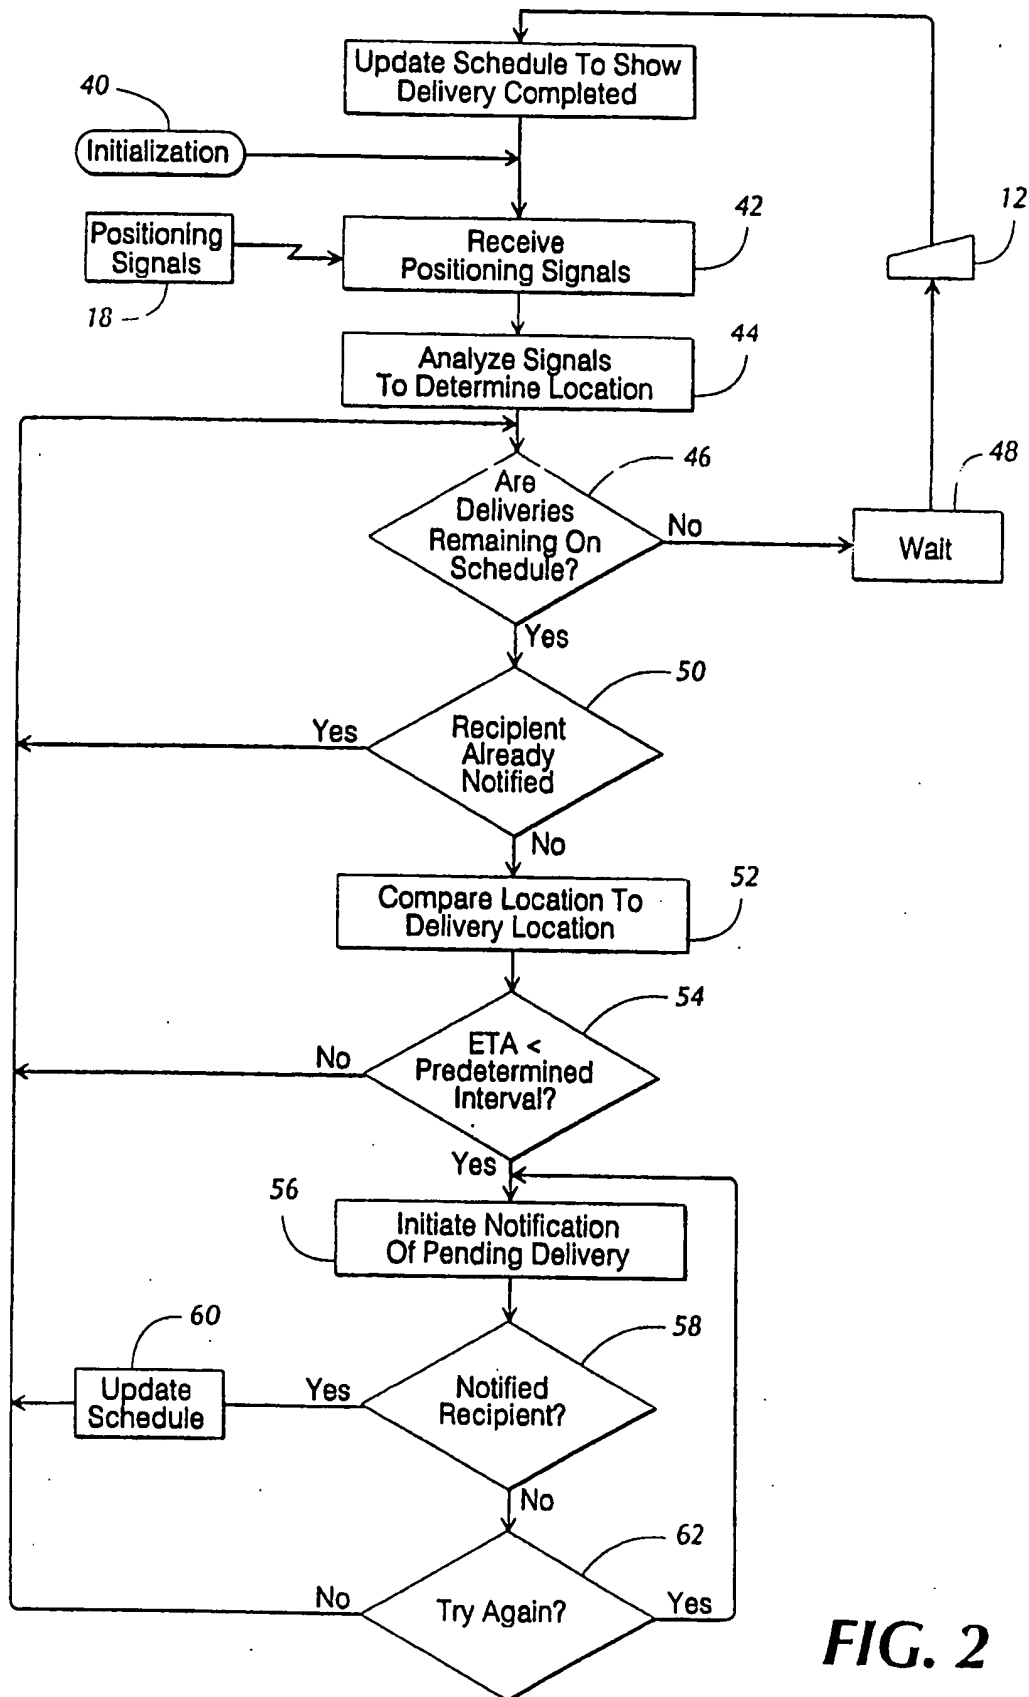 Update Schedule To Show
Delivery Completed
40
Initialization
12
42
Positioning
Signals
Receive
Positioning Signals
18
44
Analyze Signals
To Determine Location
46
48
Are
Deliveries
Remaining On
Schedule?
No
Wait
Yes
50
Yes
Recipient
Already
Notified
No
52
Compare Location To
Delivery Location
54
No
ETA <
Predetermined
Interval?
Yes
56
Initiate Notification
Of Pending Delivery
60
58
Update
Schedule
Yes
Notified
Recipient?
No
62
No
Try Again?
Yes
FIG. 2